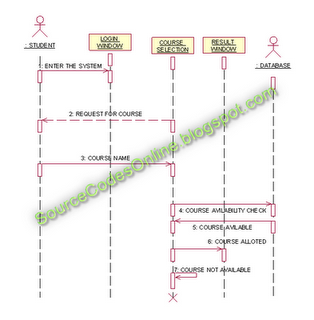 : STUDENT
LOGIN
WINDOW
COURSE
SELECTION
RESULT
WINDOW
: DATABASE
1: ENTER THE SYSTEM
2: REQUEST FOR COURSE
3: COURSE NAME
4: COURSE AVILABILITY CHECK
5: COURSE AVILABLE
6: COURSE ALLOTED
7: COURSE NOT AVAILABLE
SourceCodesOnline.blogspot.com